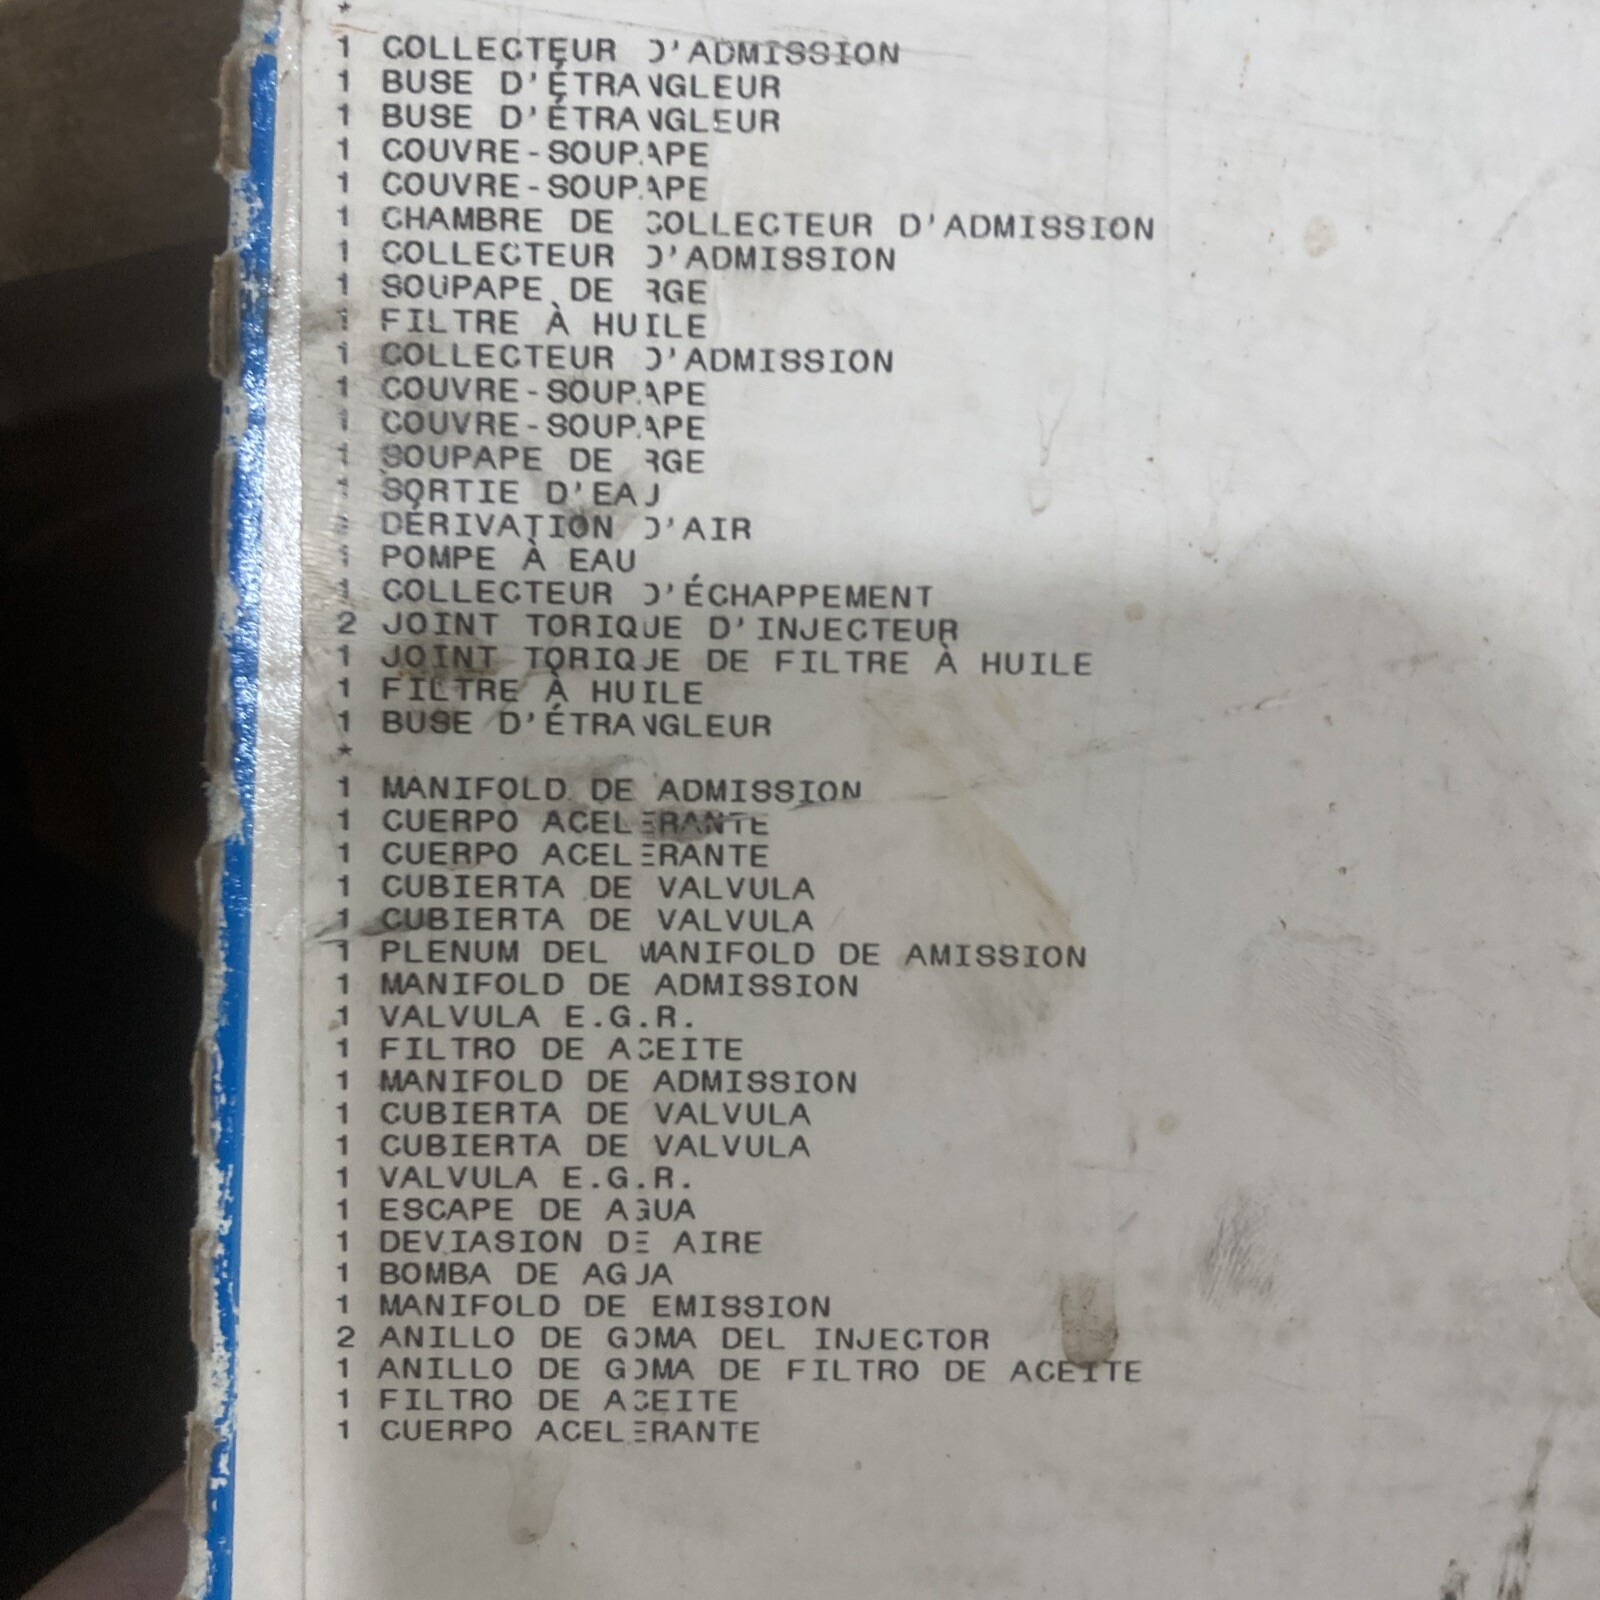 *
1 COLLECTEUR D'ADMISSION
1 BUSE D'ÉTRANGLEUR
1 BUSE D'ÉTRANGLEUR
1 COUVRE-SOUPAPE
1 COUVRE-SOUPAPE
1 CHAMBRE DE COLLECTEUR D'ADMISSION
1 COLLECTEUR D'ADMISSION
1 SOUPAPE DE RGE
1 FILTRE À HUILE
1 COLLECTEUR D'ADMISSION
1 COUVRE-SOUPAPE
1 COUVRE-SOUPAPE
1 SOUPAPE DE RGE
1 SORTIE D'EAU
DÉRIVATION D'AIR
1 POMPE À EAU
1 COLLECTEUR D'ÉCHAPPEMENT
2 JOINT TORIQUE D'INJECTEUR
1 JOINT TORIQUE DE FILTRE À HUILE
1 FILTRE À HUILE
1 BUSE D'ÉTRANGLEUR
*
1 MANIFOLD DE ADMISSION
1 CUERPO ACELERANTE
1 CUERPO ACELERANTE
1 CUBIERTA DE VALVULA
1 CUBIERTA DE VALVULA
1 PLENUM DEL MANIFOLD DE AMISSION
1 MANIFOLD DE ADMISSION
1 VALVULA E.G.R.
1 FILTRO DE ACEITE
1 MANIFOLD DE ADMISSION
1 CUBIERTA DE VALVULA
1 CUBIERTA DE VALVULA
1 VALVULA E.G.R.
1 ESCAPE DE AGUA
1 DEVIASION DE AIRE
1 BOMBA DE AGUA
1 MANIFOLD DE EMISSION
2 ANILLO DE GOMA DEL INJECTOR
1 ANILLO DE GOMA DE FILTRO DE ACEITE
1 FILTRO DE ACEITE
1 CUERPO ACELERANTE